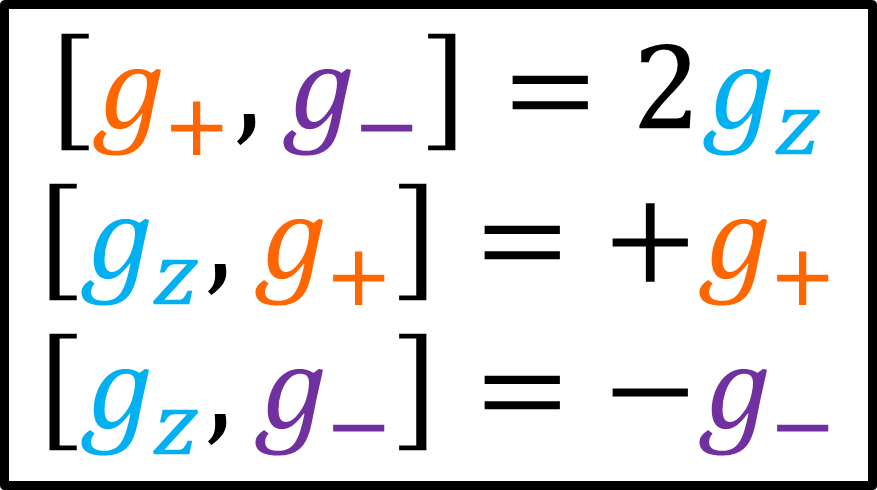 [g₊, g₋] = 2g_z
[g_z, g₊] = +g₊
[g_z, g₋] = −g₋